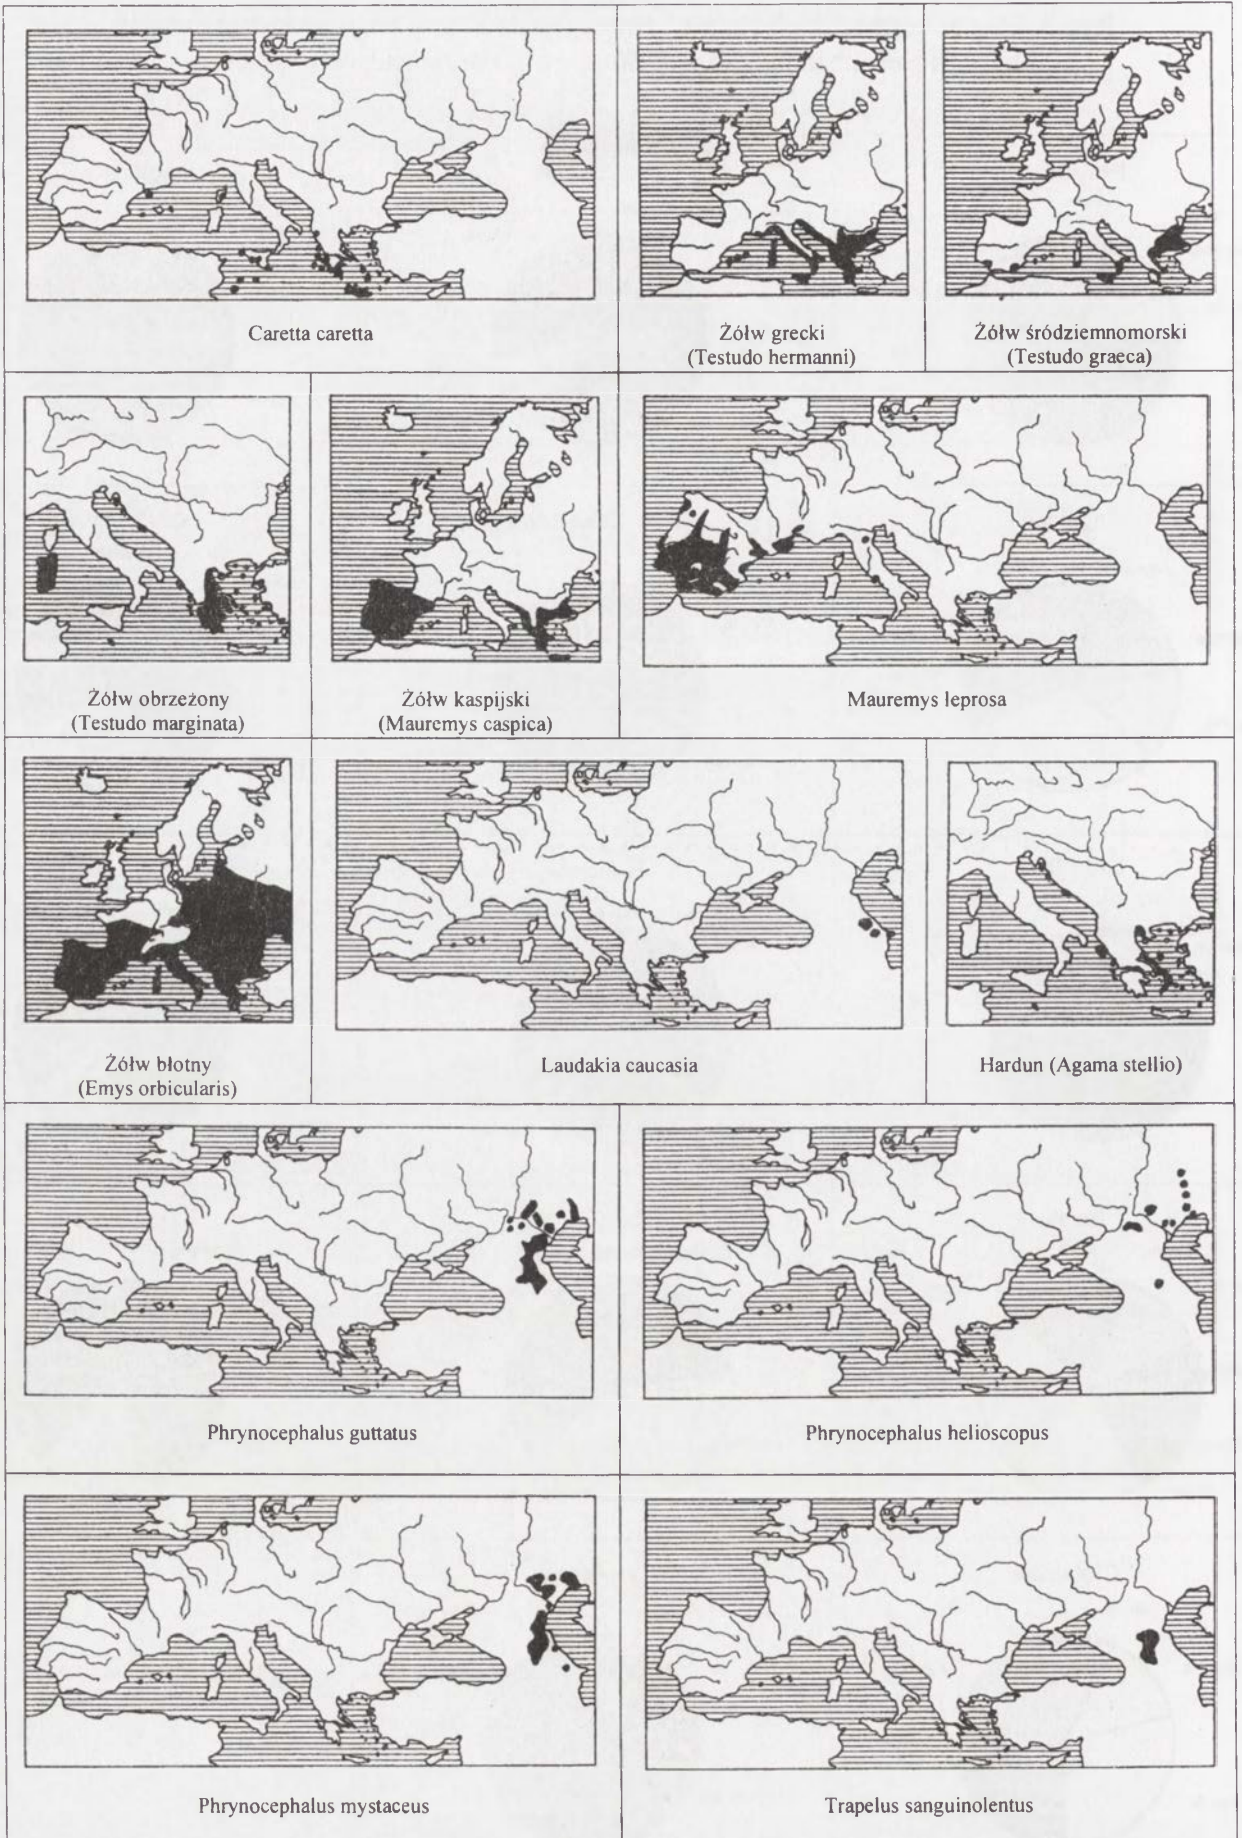 Caretta caretta
Żółw grecki
(Testudo hermanni)
Żółw śródziemnomorski
(Testudo graeca)
Żółw obrzeżony
(Testudo marginata)
Żółw kaspijski
(Mauremys caspica)
Mauremys leprosa
Żółw błotny
(Emys orbicularis)
Laudakia caucasia
Hardun (Agama stellio)
Phrynocephalus guttatus
Phrynocephalus helioscopus
Phrynocephalus mystaceus
Trapelus sanguinolentus